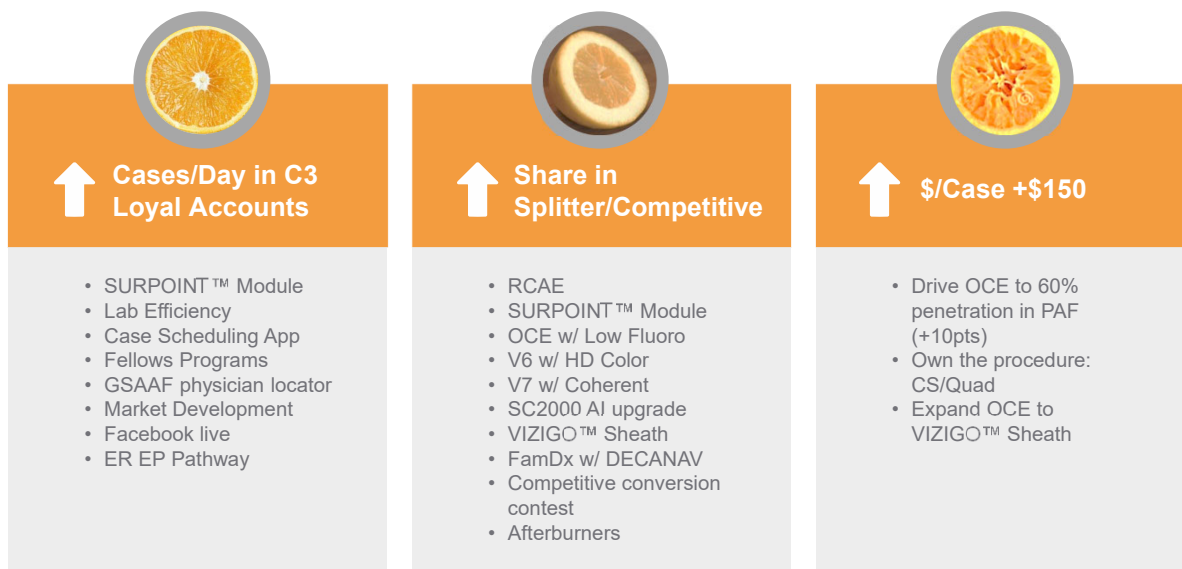 Cases/Day in C3
Loyal Accounts
• SURPOINT™ Module
• Lab Efficiency
• Case Scheduling App
• Fellows Programs
• GSAAF physician locator
• Market Development
• Facebook live
• ER EP Pathway
Share in
Splitter/Competitive
• RCAE
• SURPOINT™ Module
• OCE w/ Low Fluoro
• V6 w/ HD Color
• V7 w/ Coherent
• SC2000 AI upgrade
• VIZIGO™ Sheath
• FamDx w/ DECANAV
• Competitive conversion
contest
• Afterburners
$/Case +$150
• Drive OCE to 60%
penetration in PAF
(+10pts)
• Own the procedure:
CS/Quad
• Expand OCE to
VIZIGO™ Sheath